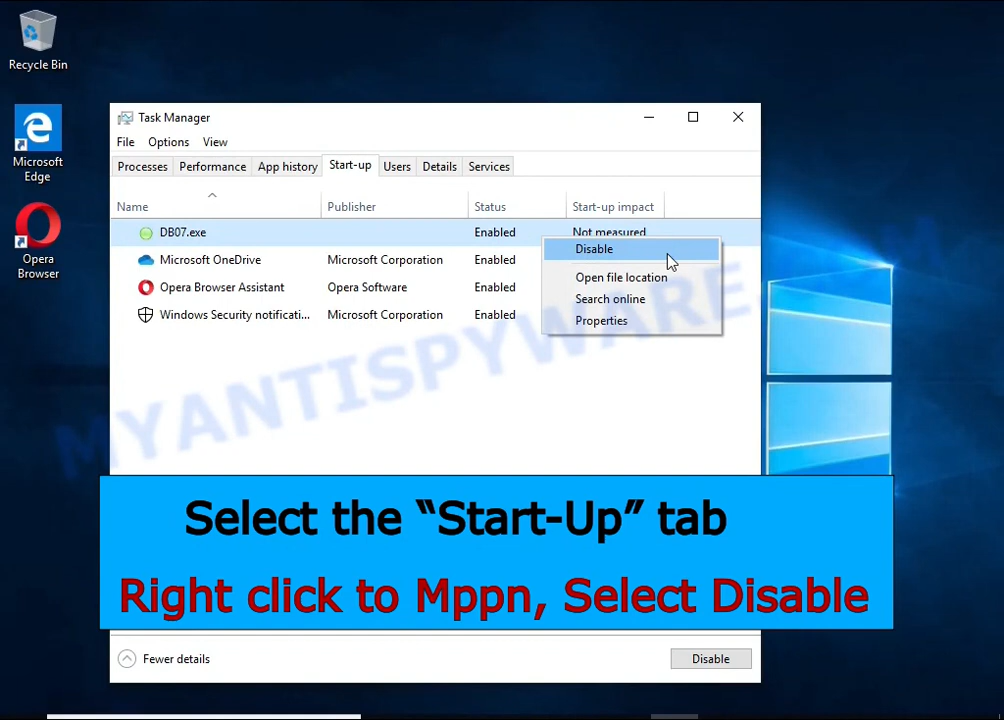 Recycle Bin
Microsoft
Edge
Opera
Browser
Task Manager
File Options View
Processes Performance App history Start-up Users Details Services
Name Publisher Status Start-up impact
DB07.exe Enabled Not measured
Microsoft OneDrive Microsoft Corporation Enabled
Opera Browser Assistant Opera Software Enabled
Windows Security notificati... Microsoft Corporation Enabled
Disable
Open file location
Search online
Properties
MYANTISPYWARE.COM
Select the “Start-Up” tab
Right click to Mppn, Select Disable
Fewer details Disable